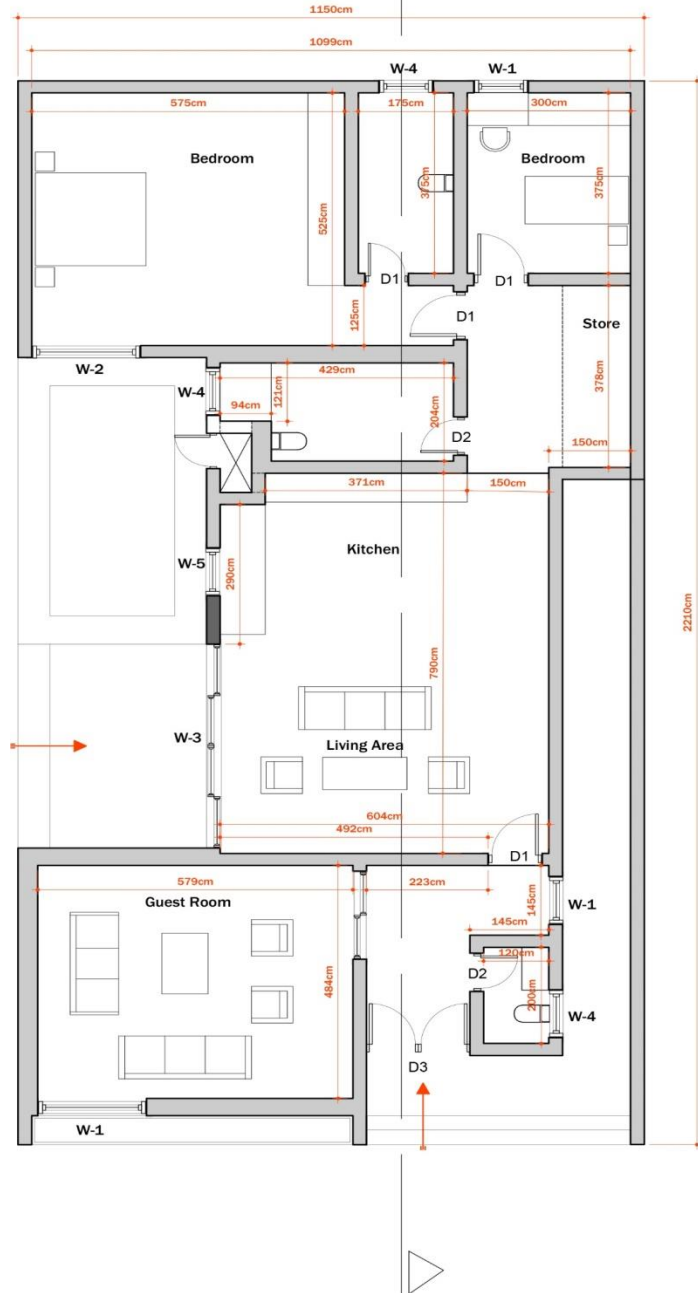 1150cm
1099cm
W-4
W-1
575cm
175cm
300cm
Bedroom
Bedroom
375cm
375cm
525cm
D1
D1
D1
125cm
Store
W-2
429cm
W-4
94cm
121cm
204cm
378cm
D2
150cm
371cm
150cm
Kitchen
W-5
290cm
2210cm
790cm
W-3
Living Area
604cm
492cm
D1
579cm
223cm
Guest Room
145cm
W-1
145cm
120cm
D2
484cm
200cm
W-4
D3
W-1